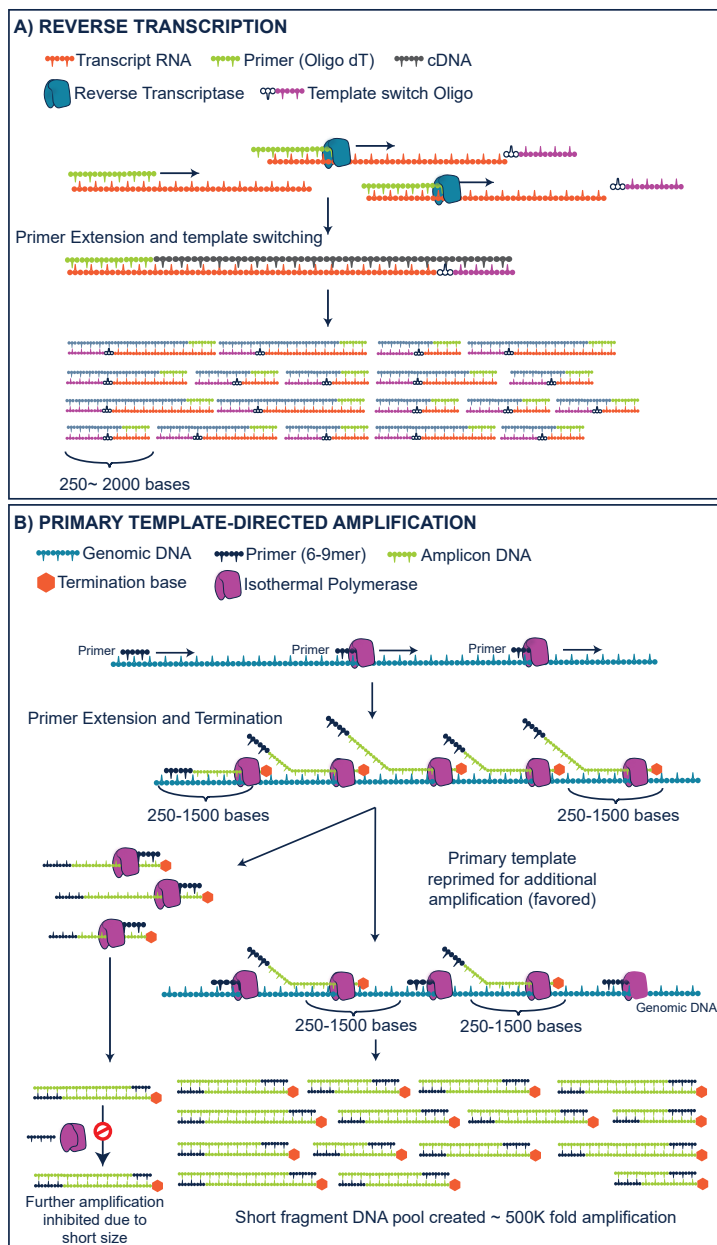 A) REVERSE TRANSCRIPTION
Transcript RNA
Primer (Oligo dT)
cDNA
Reverse Transcriptase
Template switch Oligo
Primer Extension and template switching
250~ 2000 bases
B) PRIMARY TEMPLATE-DIRECTED AMPLIFICATION
Genomic DNA
Primer (6-9mer)
Amplicon DNA
Termination base
Isothermal Polymerase
Primer
Primer
Primer
Primer Extension and Termination
250-1500 bases
250-1500 bases
Primary template
reprimed for additional
amplification (favored)
Genomic DNA
250-1500 bases
250-1500 bases
Further amplification
inhibited due to
short size
Short fragment DNA pool created ~ 500K fold amplification